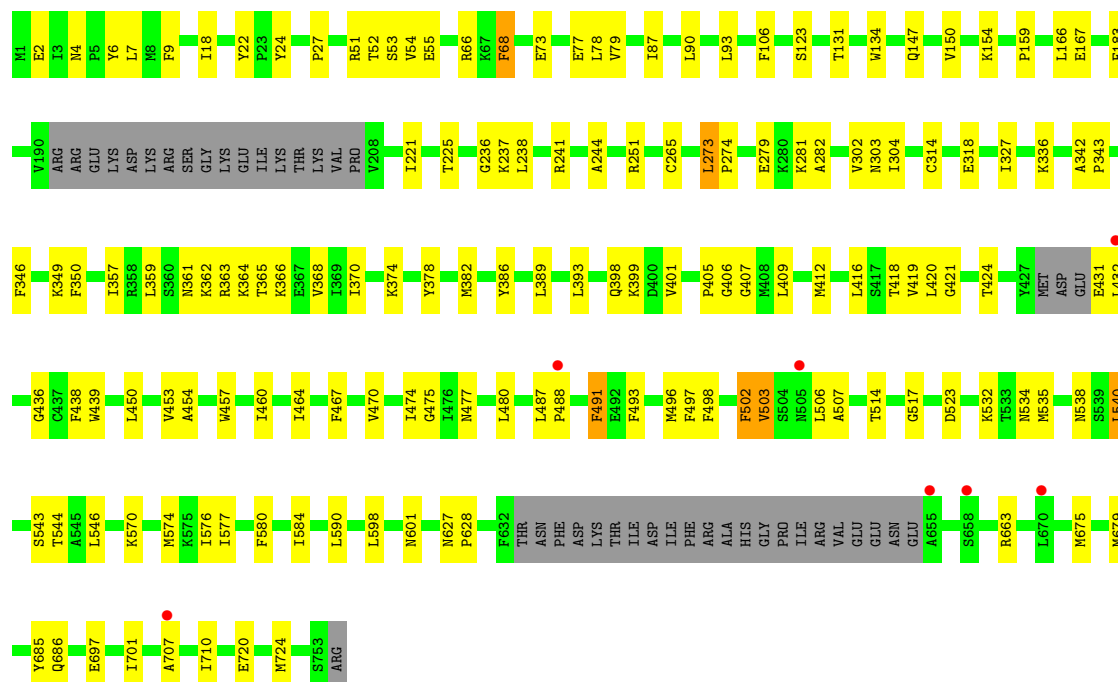 M1 E2 I3 N4 P5 Y6 L7 M8 F9 I18 Y22 P23 Y24 P27 R51 T52 S53 V54 E55 R66 K67 F68 E73 E77 L78 V79 I87 L90 L93 F106 S123 T131 W134 Q147 V150 K154 P159 L166 E167
V190 ARG ARG GLU LYS ASP LYS ARG SER GLY LYS GLU ILE LYS THR LYS VAL PRO V208 I221 T225 G236 K237 L238 R241 A244 R251 C265 L273 P274 E279 K280 K281 A282 V302 N303 I304 C314 E318 I327 K336 A342 P343
F346 K349 F350 I357 R358 L359 S360 N361 K362 R363 K364 T365 K366 E367 V368 I369 I370 K374 Y378 M382 Y386 L389 L393 Q398 K399 D400 V401 P405 G406 G407 M408 L409 M412 L416 S417 T418 V419 L420 G421 T424 Y427 MET ASP GLU E431 L432
G436 C437 F438 W439 L450 V453 A454 W457 I460 I464 F467 V470 I474 G475 I476 N477 L480 L487 P488 F491 E492 F493 M496 F497 F498 F502 V503 S504 N505 L506 A507 T514 G517 D523 K532 T533 N534 M535 N538 S539 L540
S543 T544 A545 L546 K570 M574 K575 I576 I577 F580 I584 L590 L598 N601 N627 P628 F632 THR ASN PHE ASP LYS THR ILE ASP ILE PHE ARG ALA HIS GLY PRO ILE ARG VAL GLU GLU ASN GLU A655 S658 R663 L670 M675 M679
Y685 Q686 E697 I701 A707 I710 E720 M724 S753 ARG